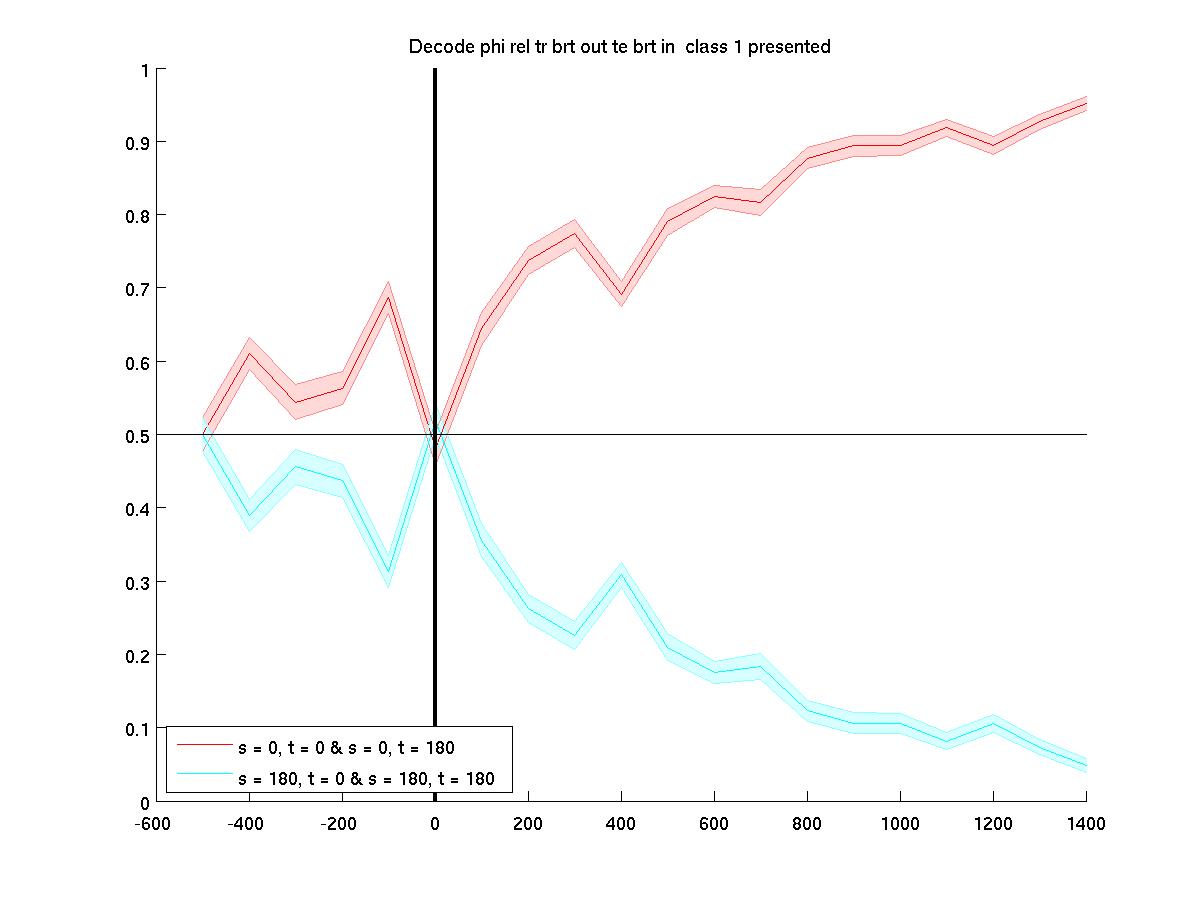 Decode phi rel tr brt out te brt in  class 1 presented
1
0.9
0.8
0.7
0.6
0.5
0.4
0.3
0.2
0.1
0
s = 0, t = 0 & s = 0, t = 180
s = 180, t = 0 & s = 180, t = 180
-600 -400 -200 0 200 400 600 800 1000 1200 1400